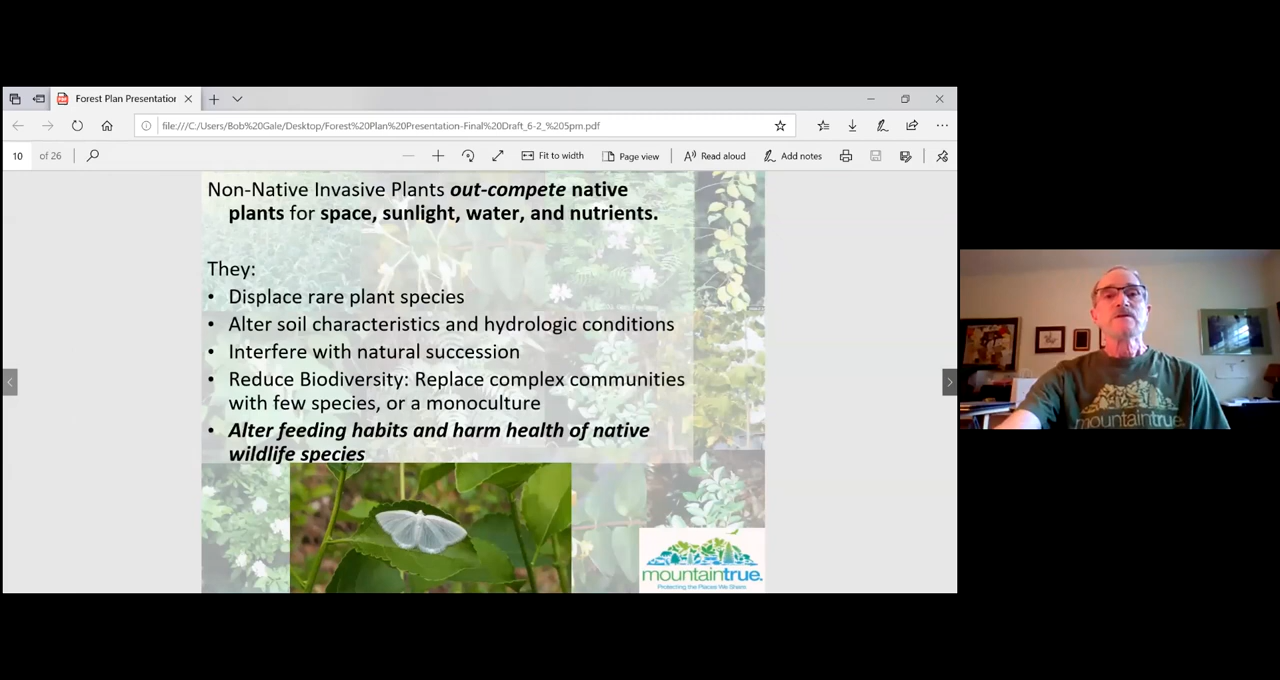 Forest Plan Presentation
file:///C:/Users/Bob%20Gale/Desktop/Forest%20Plan%20Presentation-Final%20Draft_6-2_%205pm.pdf
10 of 26
Fit to width
Page view
Read aloud
Add notes
Non-Native Invasive Plants out-compete native
plants for space, sunlight, water, and nutrients.
They:
• Displace rare plant species
• Alter soil characteristics and hydrologic conditions
• Interfere with natural succession
• Reduce Biodiversity: Replace complex communities
with few species, or a monoculture
• Alter feeding habits and harm health of native
wildlife species
mountaintrue.
Protecting the Places We Share
mountaintrue